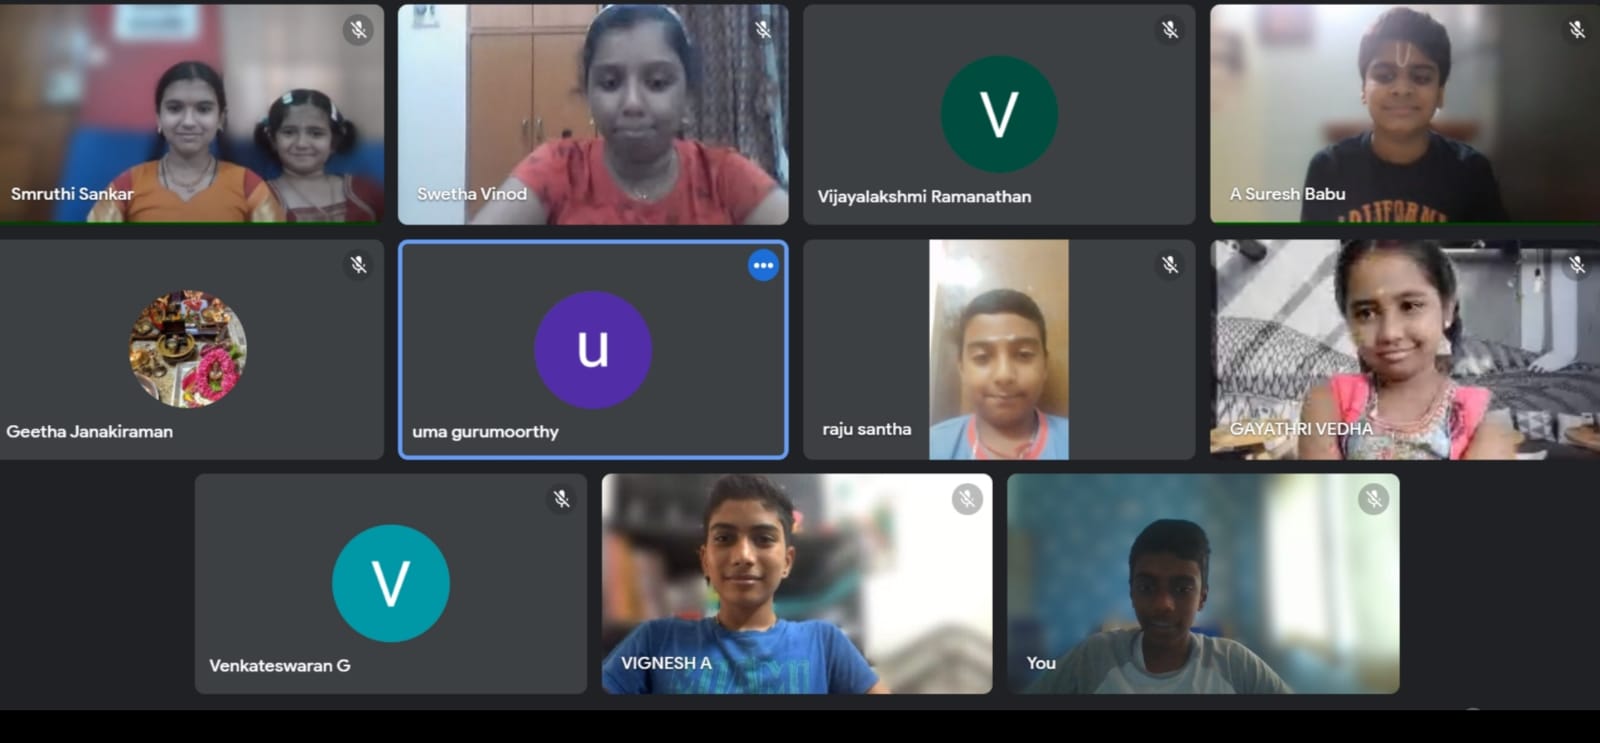 Smruthi Sankar
Swetha Vinod
V
Vijayalakshmi Ramanathan
A Suresh Babu
Geetha Janakiraman
u
uma gurumoorthy
raju santha
GAYATHRI VEDHA
V
Venkateswaran G
VIGNESH A
You